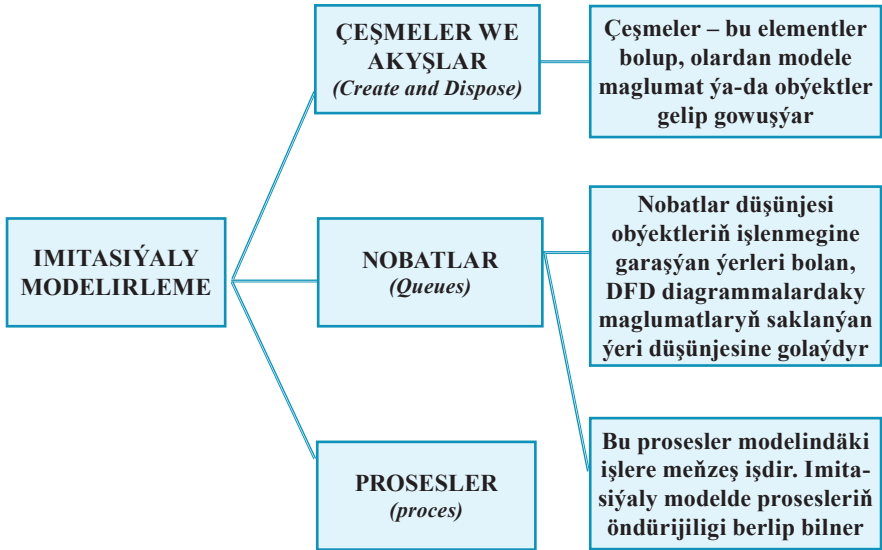 IMITASIÝALY
MODELIRLEME
ÇEŞMELER WE
AKYŞLAR
(Create and Dispose)
Çeşmeler – bu elementler
bolup, olardan modele
maglumat ýa-da obýektler
gelip gowuşýar
NOBATLAR
(Queues)
Nobatlar düşünjesi
obýektleriň işlenmegine
garaşýan ýerleri bolan,
DFD diagrammalardaky
maglumatlaryň saklanýan
ýeri düşünjesine golaýdyr
PROSESLER
(proces)
Bu prosesler modelindäki
işlere meňzeş işdir. Imita-
siýaly modelde prosesleriň
öndürijiligi berlip bilner